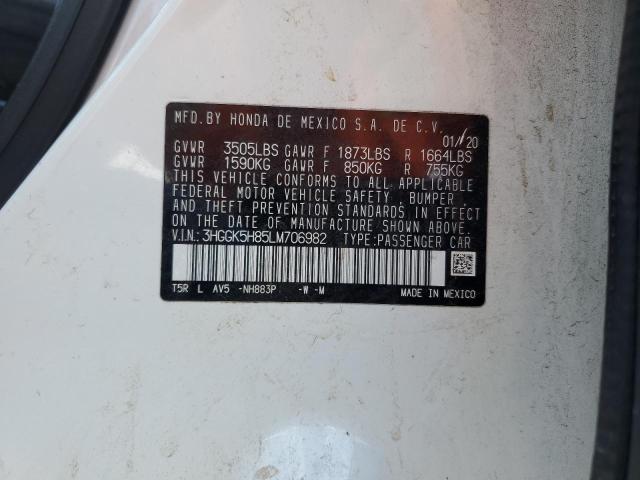 MFD.BY HONDA DE MEXICO S.A. DE C.V.
01/20
GVWR 3505LBS GAWR F 1873LBS R 1664LBS
GVWR 1590KG GAWR F 850KG R 755KG
THIS VEHICLE CONFORMS TO ALL APPLICABLE
FEDERAL MOTOR VEHICLE SAFETY, BUMPER,
AND THEFT PREVENTION STANDARDS IN EFFECT
ON THE DATE OF MANUFACTURE SHOWN ABOVE.
V.I.N.: 3HGGK5H85LM706982 TYPE:PASSENGER CAR
T5R L AV5 -NH883P -W -M MADE IN MEXICO